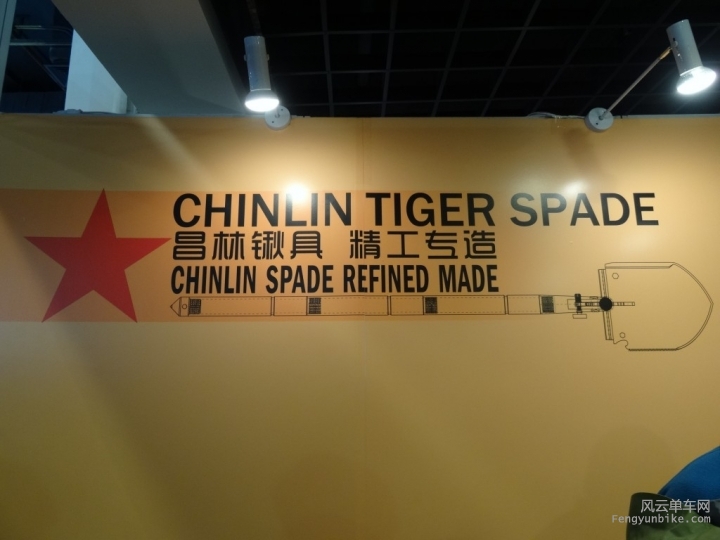 CHINLIN TIGER SPADE
昌林锹具 精工专造
CHINLIN SPADE REFINED MADE
风云单车网
Fengyunbike.com